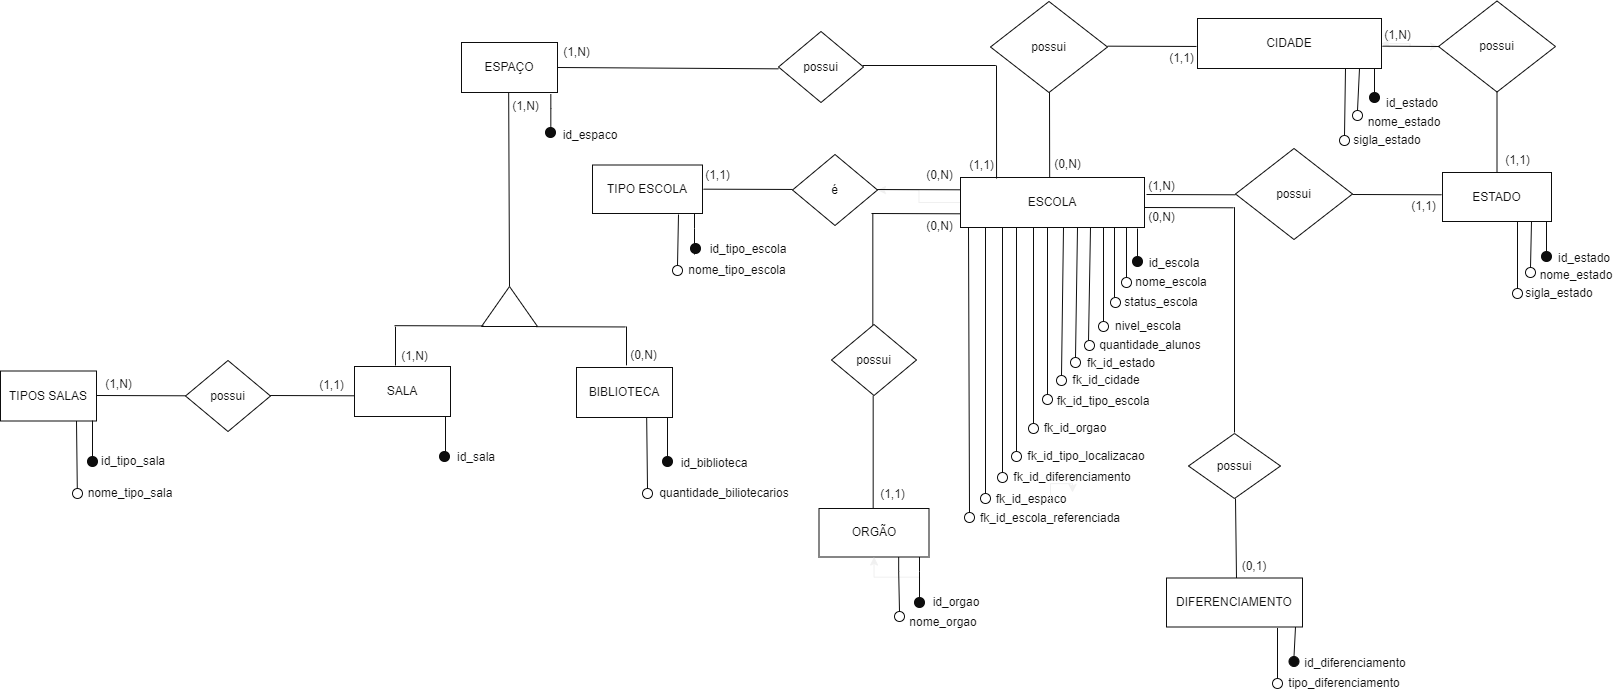 possui
CIDADE
(1,N)
possui
(1,1)
ESPAÇO
(1,N)
possui
possui
(1,N)
id_espaco
id_estado
nome_estado
sigla_estado
TIPO ESCOLA
(1,1)
é
(0,N)
(1,1)
(0,N)
ESCOLA
(1,N)
(0,N)
(0,N)
possui
(1,1)
(1,1)
ESTADO
id_tipo_escola
nome_tipo_escola
id_escola
nome_escola
status_escola
nivel_escola
quantidade_alunos
fk_id_estado
fk_id_cidade
fk_id_tipo_escola
fk_id_orgao
fk_id_tipo_localizacao
fk_id_diferenciamento
fk_id_espaco
fk_id_escola_referenciada
id_estado
nome_estado
sigla_estado
TIPOS SALAS
(1,N)
possui
(1,1)
(1,N)
SALA
(0,N)
BIBLIOTECA
possui
id_tipo_sala
nome_tipo_sala
id_sala
id_biblioteca
quantidade_biliotecarios
(1,1)
ORGÃO
id_orgao
nome_orgao
possui
(0,1)
DIFERENCIAMENTO
id_diferenciamento
tipo_diferenciamento